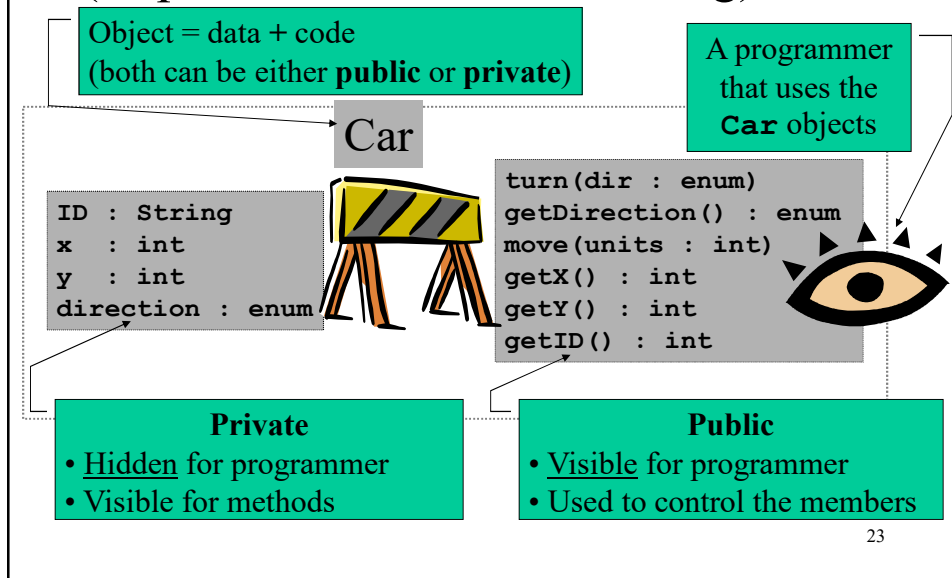 Object = data + code
(both can be either public or private)
A programmer
that uses the
Car objects
Car
ID : String
x : int
y : int
direction : enum
turn(dir : enum)
getDirection() : enum
move(units : int)
getX() : int
getY() : int
getID() : int
Private
• Hidden for programmer
• Visible for methods
Public
• Visible for programmer
• Used to control the members
23